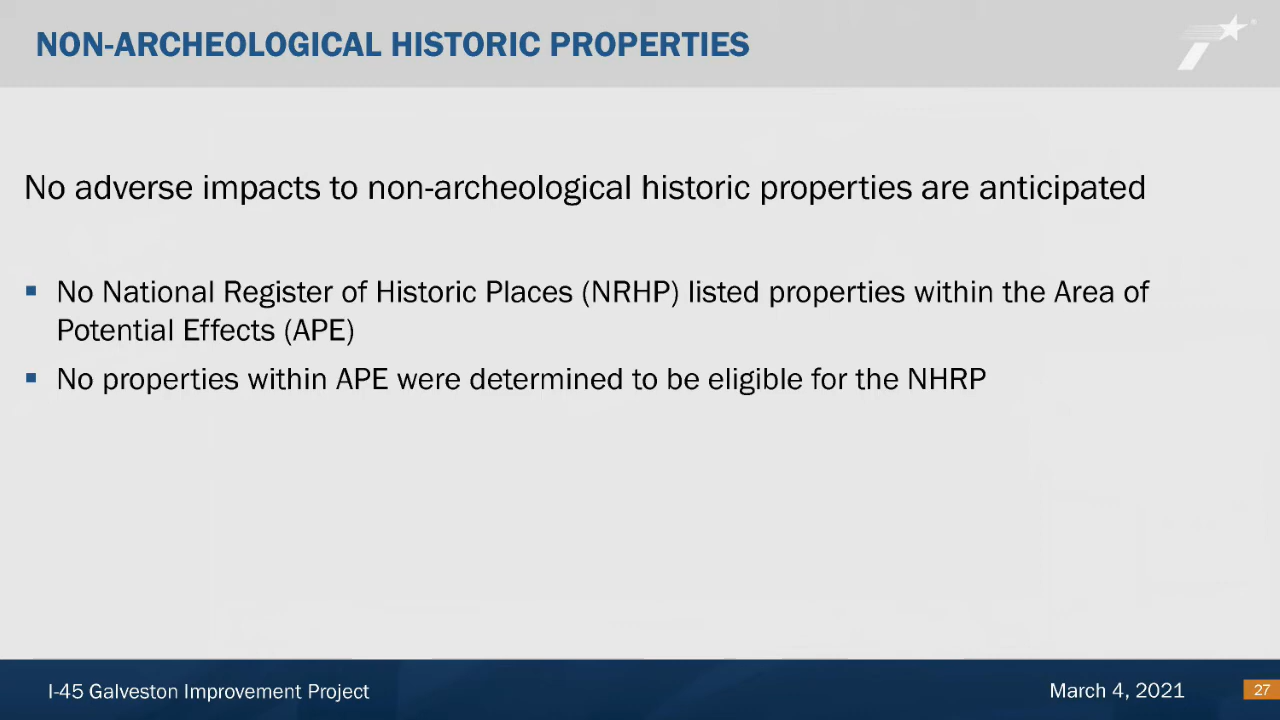 NON-ARCHEOLOGICAL HISTORIC PROPERTIES
No adverse impacts to non-archeological historic properties are anticipated
▪ No National Register of Historic Places (NRHP) listed properties within the Area of
Potential Effects (APE)
▪ No properties within APE were determined to be eligible for the NHRP
I-45 Galveston Improvement Project
March 4, 2021
27